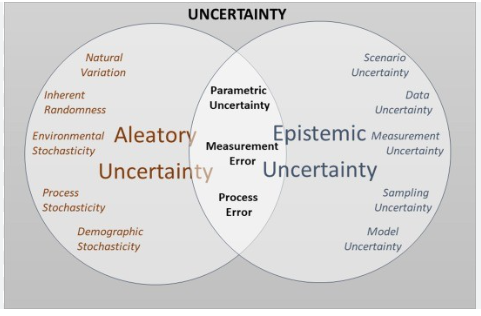 UNCERTAINTY
Natural
Variation
Inherent
Randomness
Environmental
Stochasticity
Process
Stochasticity
Demographic
Stochasticity
Aleatory
Uncertainty
Parametric
Uncertainty
Measurement
Error
Process
Error
Epistemic
Uncertainty
Scenario
Uncertainty
Data
Uncertainty
Measurement
Uncertainty
Sampling
Uncertainty
Model
Uncertainty